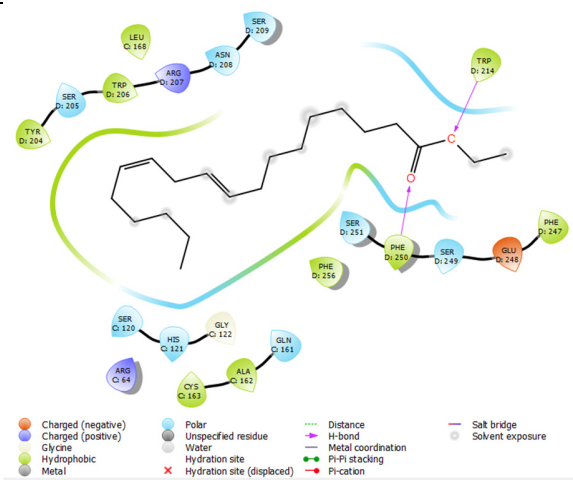 SER
D: 209
LEU
C: 168
ASN
D: 208
ARG
D: 207
TRP
D: 214
TRP
D: 206
SER
D: 205
TYR
D: 204
C
O
SER
D: 251
PHE
D: 250
SER
D: 249
GLU
D: 248
PHE
D: 247
PHE
D: 256
SER
C: 120
HIS
C: 121
GLY
C: 122
GLN
C: 161
ARG
C: 64
CYS
C: 163
ALA
C: 162
Charged (negative)
Charged (positive)
Glycine
Hydrophobic
Metal
Polar
Unspecified residue
Water
Hydration site
X Hydration site (displaced)
Distance
H-bond
Metal coordination
Pi-Pi stacking
Pi-cation
Salt bridge
Solvent exposure